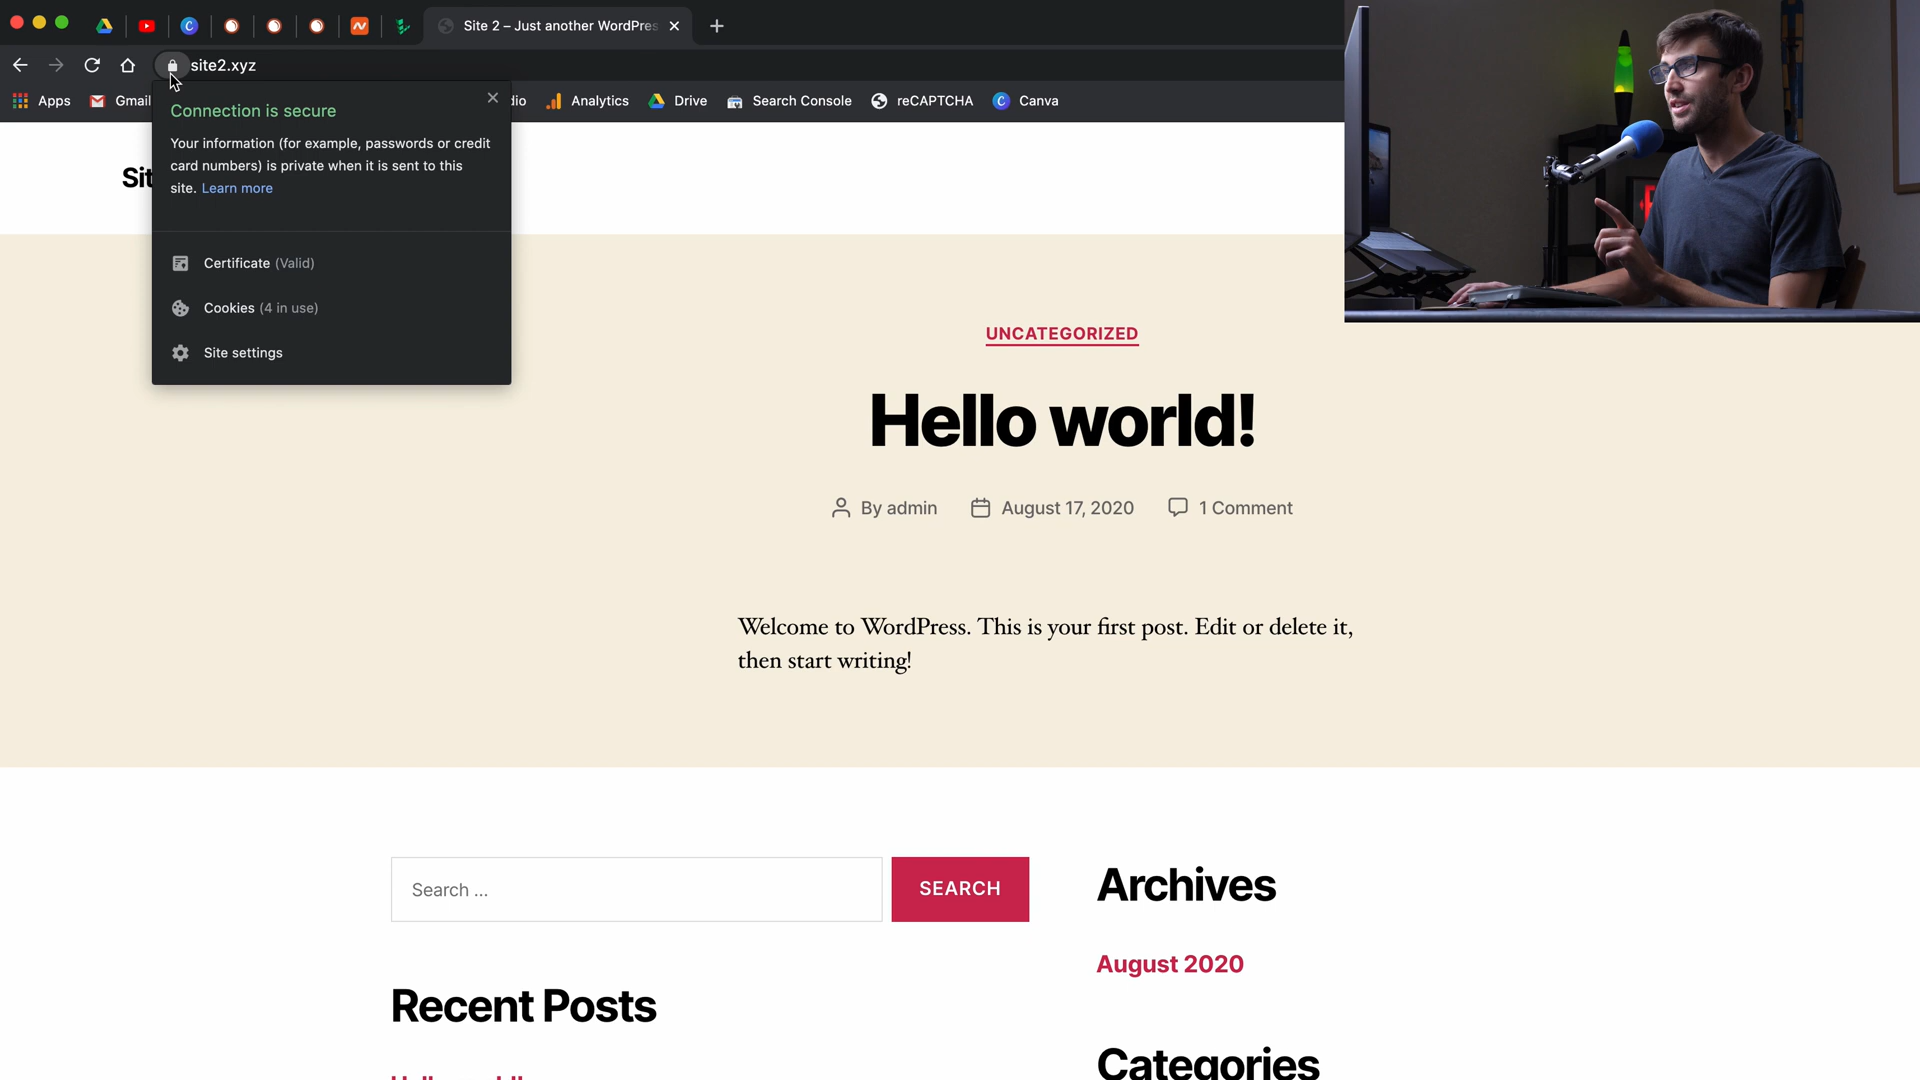 Site 2 – Just another WordPres
site2.xyz
Apps
Gmail
dio
Analytics
Drive
Search Console
reCAPTCHA
Canva
Connection is secure
Your information (for example, passwords or credit
card numbers) is private when it is sent to this
site. Learn more
Certificate (Valid)
Cookies (4 in use)
Site settings
Sit
UNCATEGORIZED
Hello world!
By admin
August 17, 2020
1 Comment
Welcome to WordPress. This is your first post. Edit or delete it,
then start writing!
Search ...
SEARCH
Archives
August 2020
Recent Posts
Categories